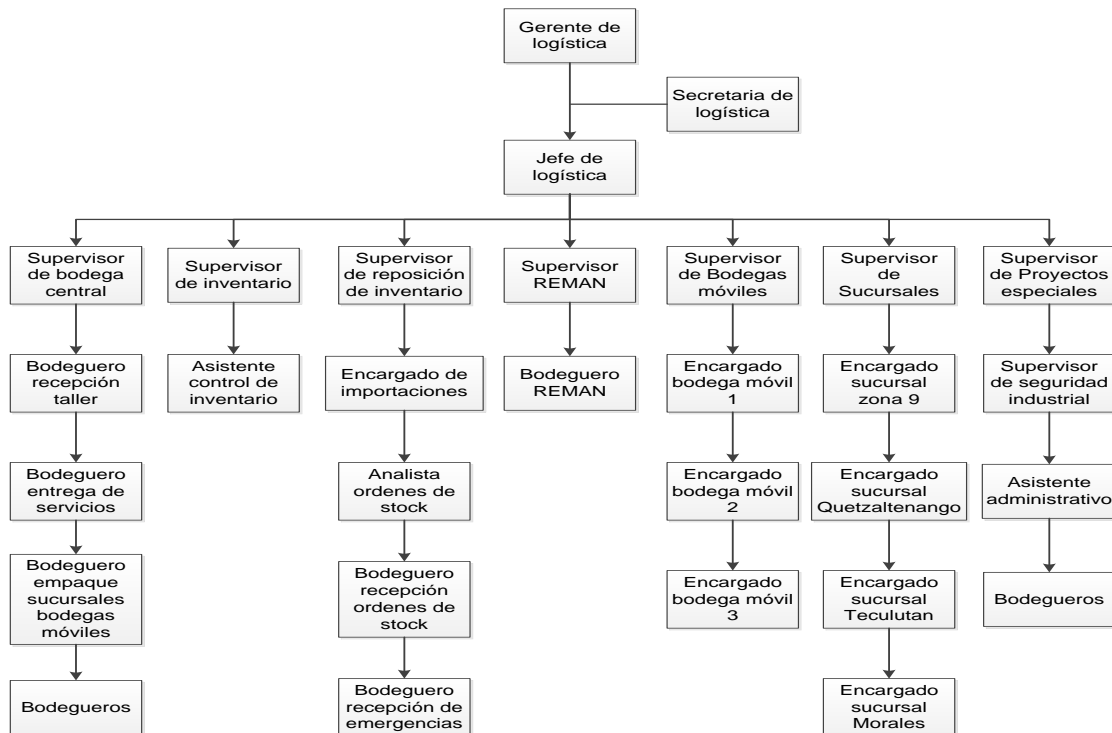 Gerente de
logística
Secretaria de
logística
Jefe de
logística
Supervisor
de bodega
central
Supervisor
de inventario
Supervisor
de reposición
de inventario
Supervisor
REMAN
Supervisor
de Bodegas
móviles
Supervisor
de
Sucursales
Supervisor
de Proyectos
especiales
Bodeguero
recepción
taller
Asistente
control de
inventario
Encargado de
importaciones
Bodeguero
REMAN
Encargado
bodega móvil
1
Encargado
sucursal
zona 9
Supervisor
de seguridad
industrial
Bodeguero
entrega de
servicios
Analista
ordenes de
stock
Encargado
bodega móvil
2
Encargado
sucursal
Quetzaltenango
Asistente
administrativo
Bodeguero
empaque
sucursales
bodegas
móviles
Bodeguero
recepción
ordenes de
stock
Encargado
bodega móvil
3
Encargado
sucursal
Teculutan
Bodegueros
Bodegueros
Bodeguero
recepción de
emergencias
Encargado
sucursal
Morales